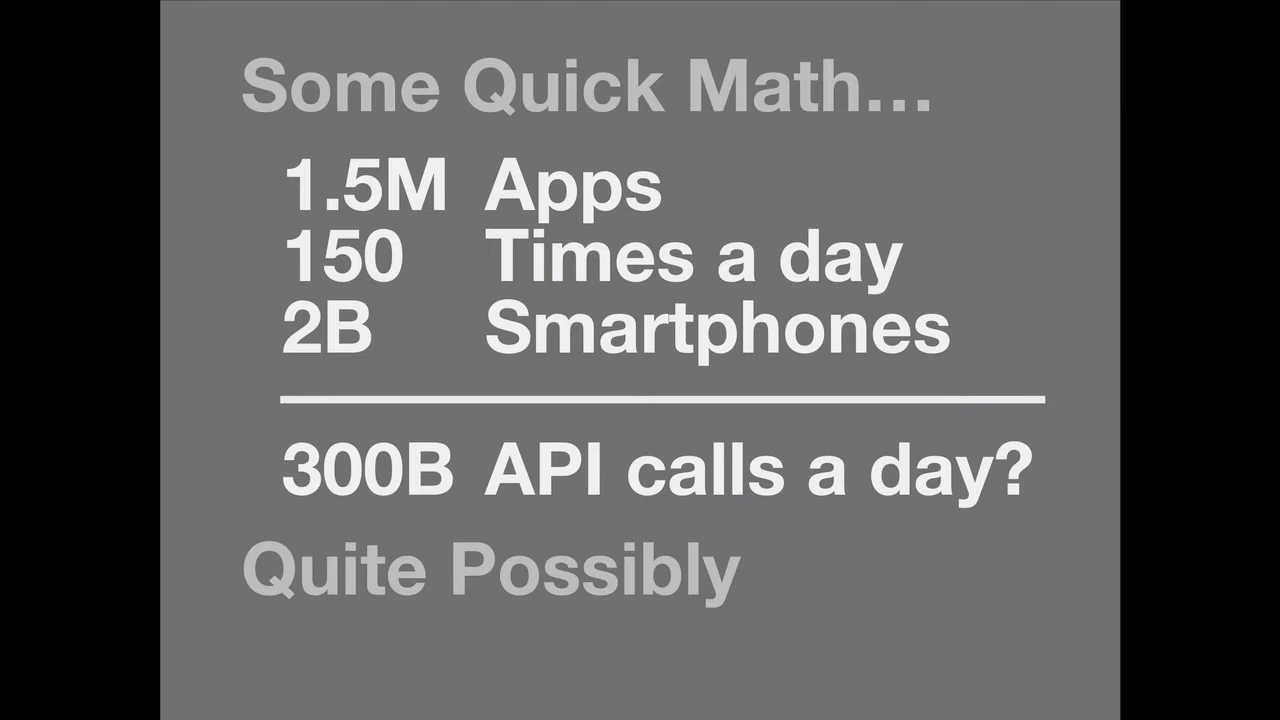 Some Quick Math...
1.5M Apps
150 Times a day
2B Smartphones
300B API calls a day?
Quite Possibly